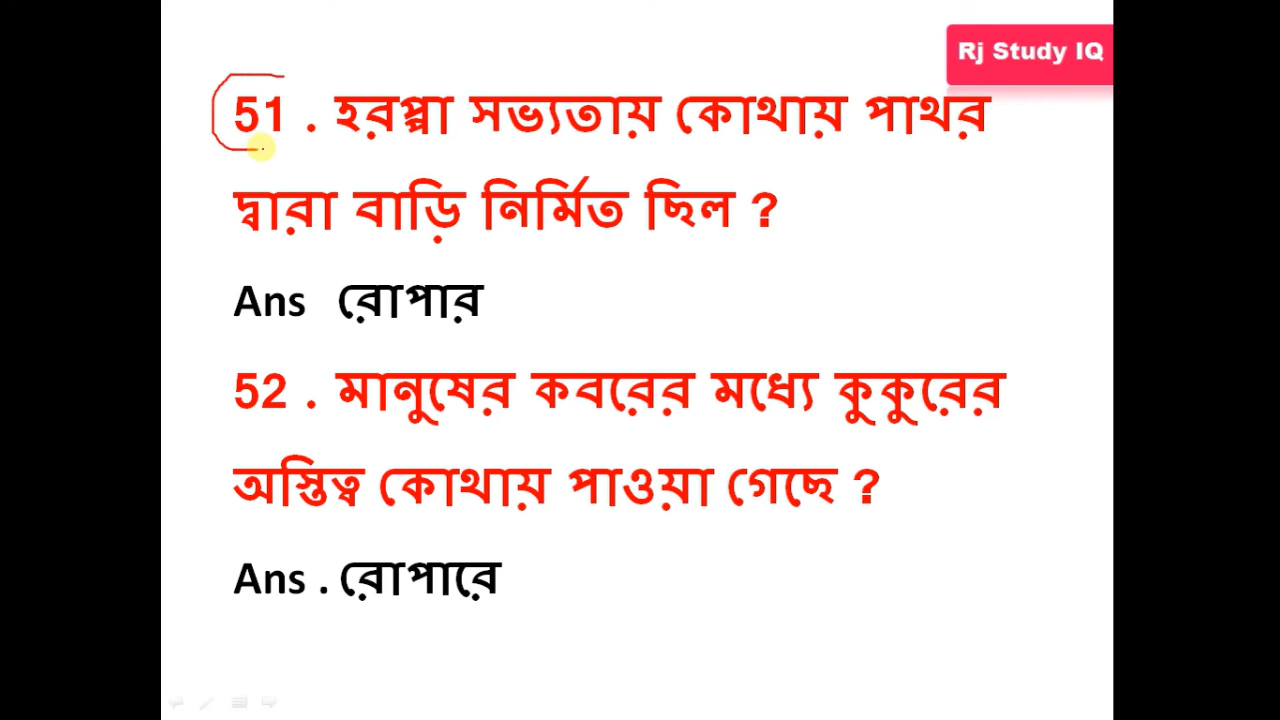 Rj Study IQ
51 . হরপ্পা সভ্যতায় কোথায় পাথর
দ্বারা বাড়ি নির্মিত ছিল ?
Ans রোপার
52 . মানুষের কবরের মধ্যে কুকুরের
অস্তিত্ব কোথায় পাওয়া গেছে ?
Ans . রোপারে